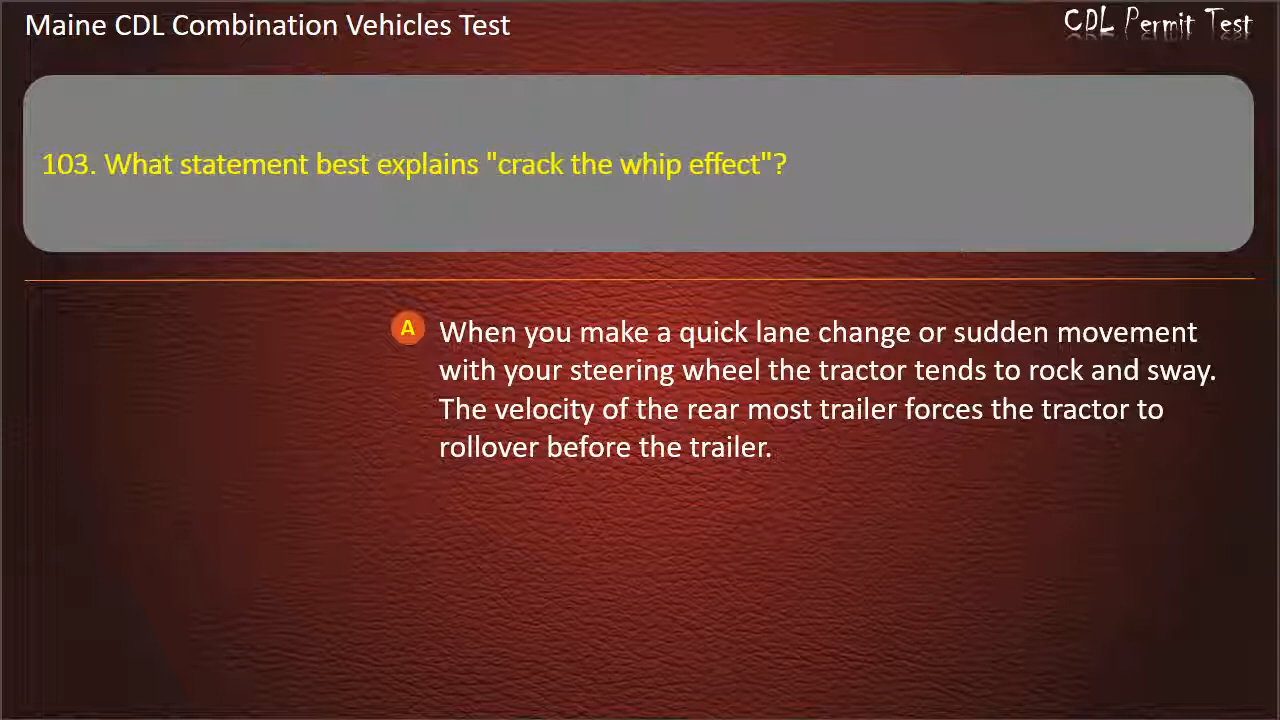 Maine CDL Combination Vehicles Test
CDL Permit Test
103. What statement best explains "crack the whip effect"?
A When you make a quick lane change or sudden movement
with your steering wheel the tractor tends to rock and sway.
The velocity of the rear most trailer forces the tractor to
rollover before the trailer.